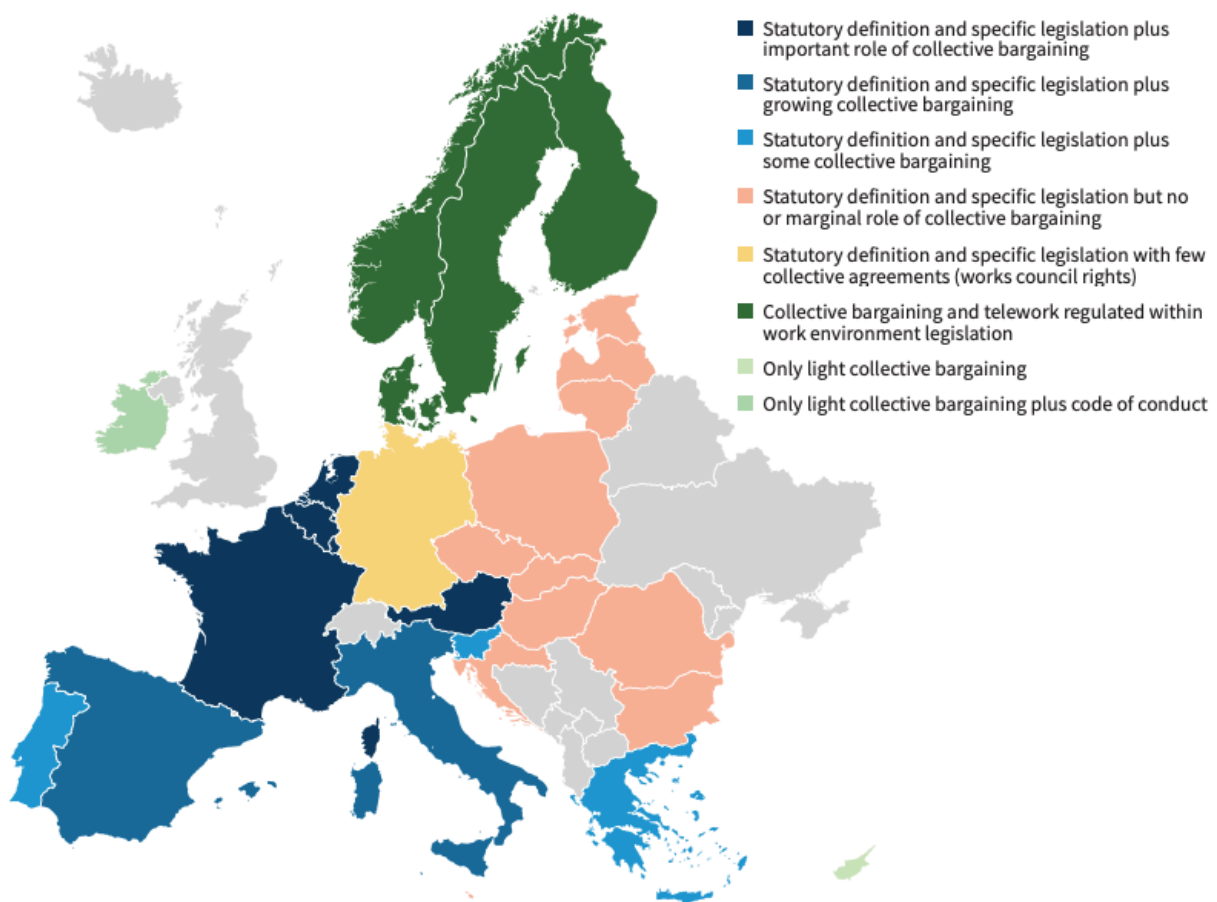 Statutory definition and specific legislation plus
important role of collective bargaining
Statutory definition and specific legislation plus
growing collective bargaining
Statutory definition and specific legislation plus
some collective bargaining
Statutory definition and specific legislation but no
or marginal role of collective bargaining
Statutory definition and specific legislation with few
collective agreements (works council rights)
Collective bargaining and telework regulated within
work environment legislation
Only light collective bargaining
Only light collective bargaining plus code of conduct